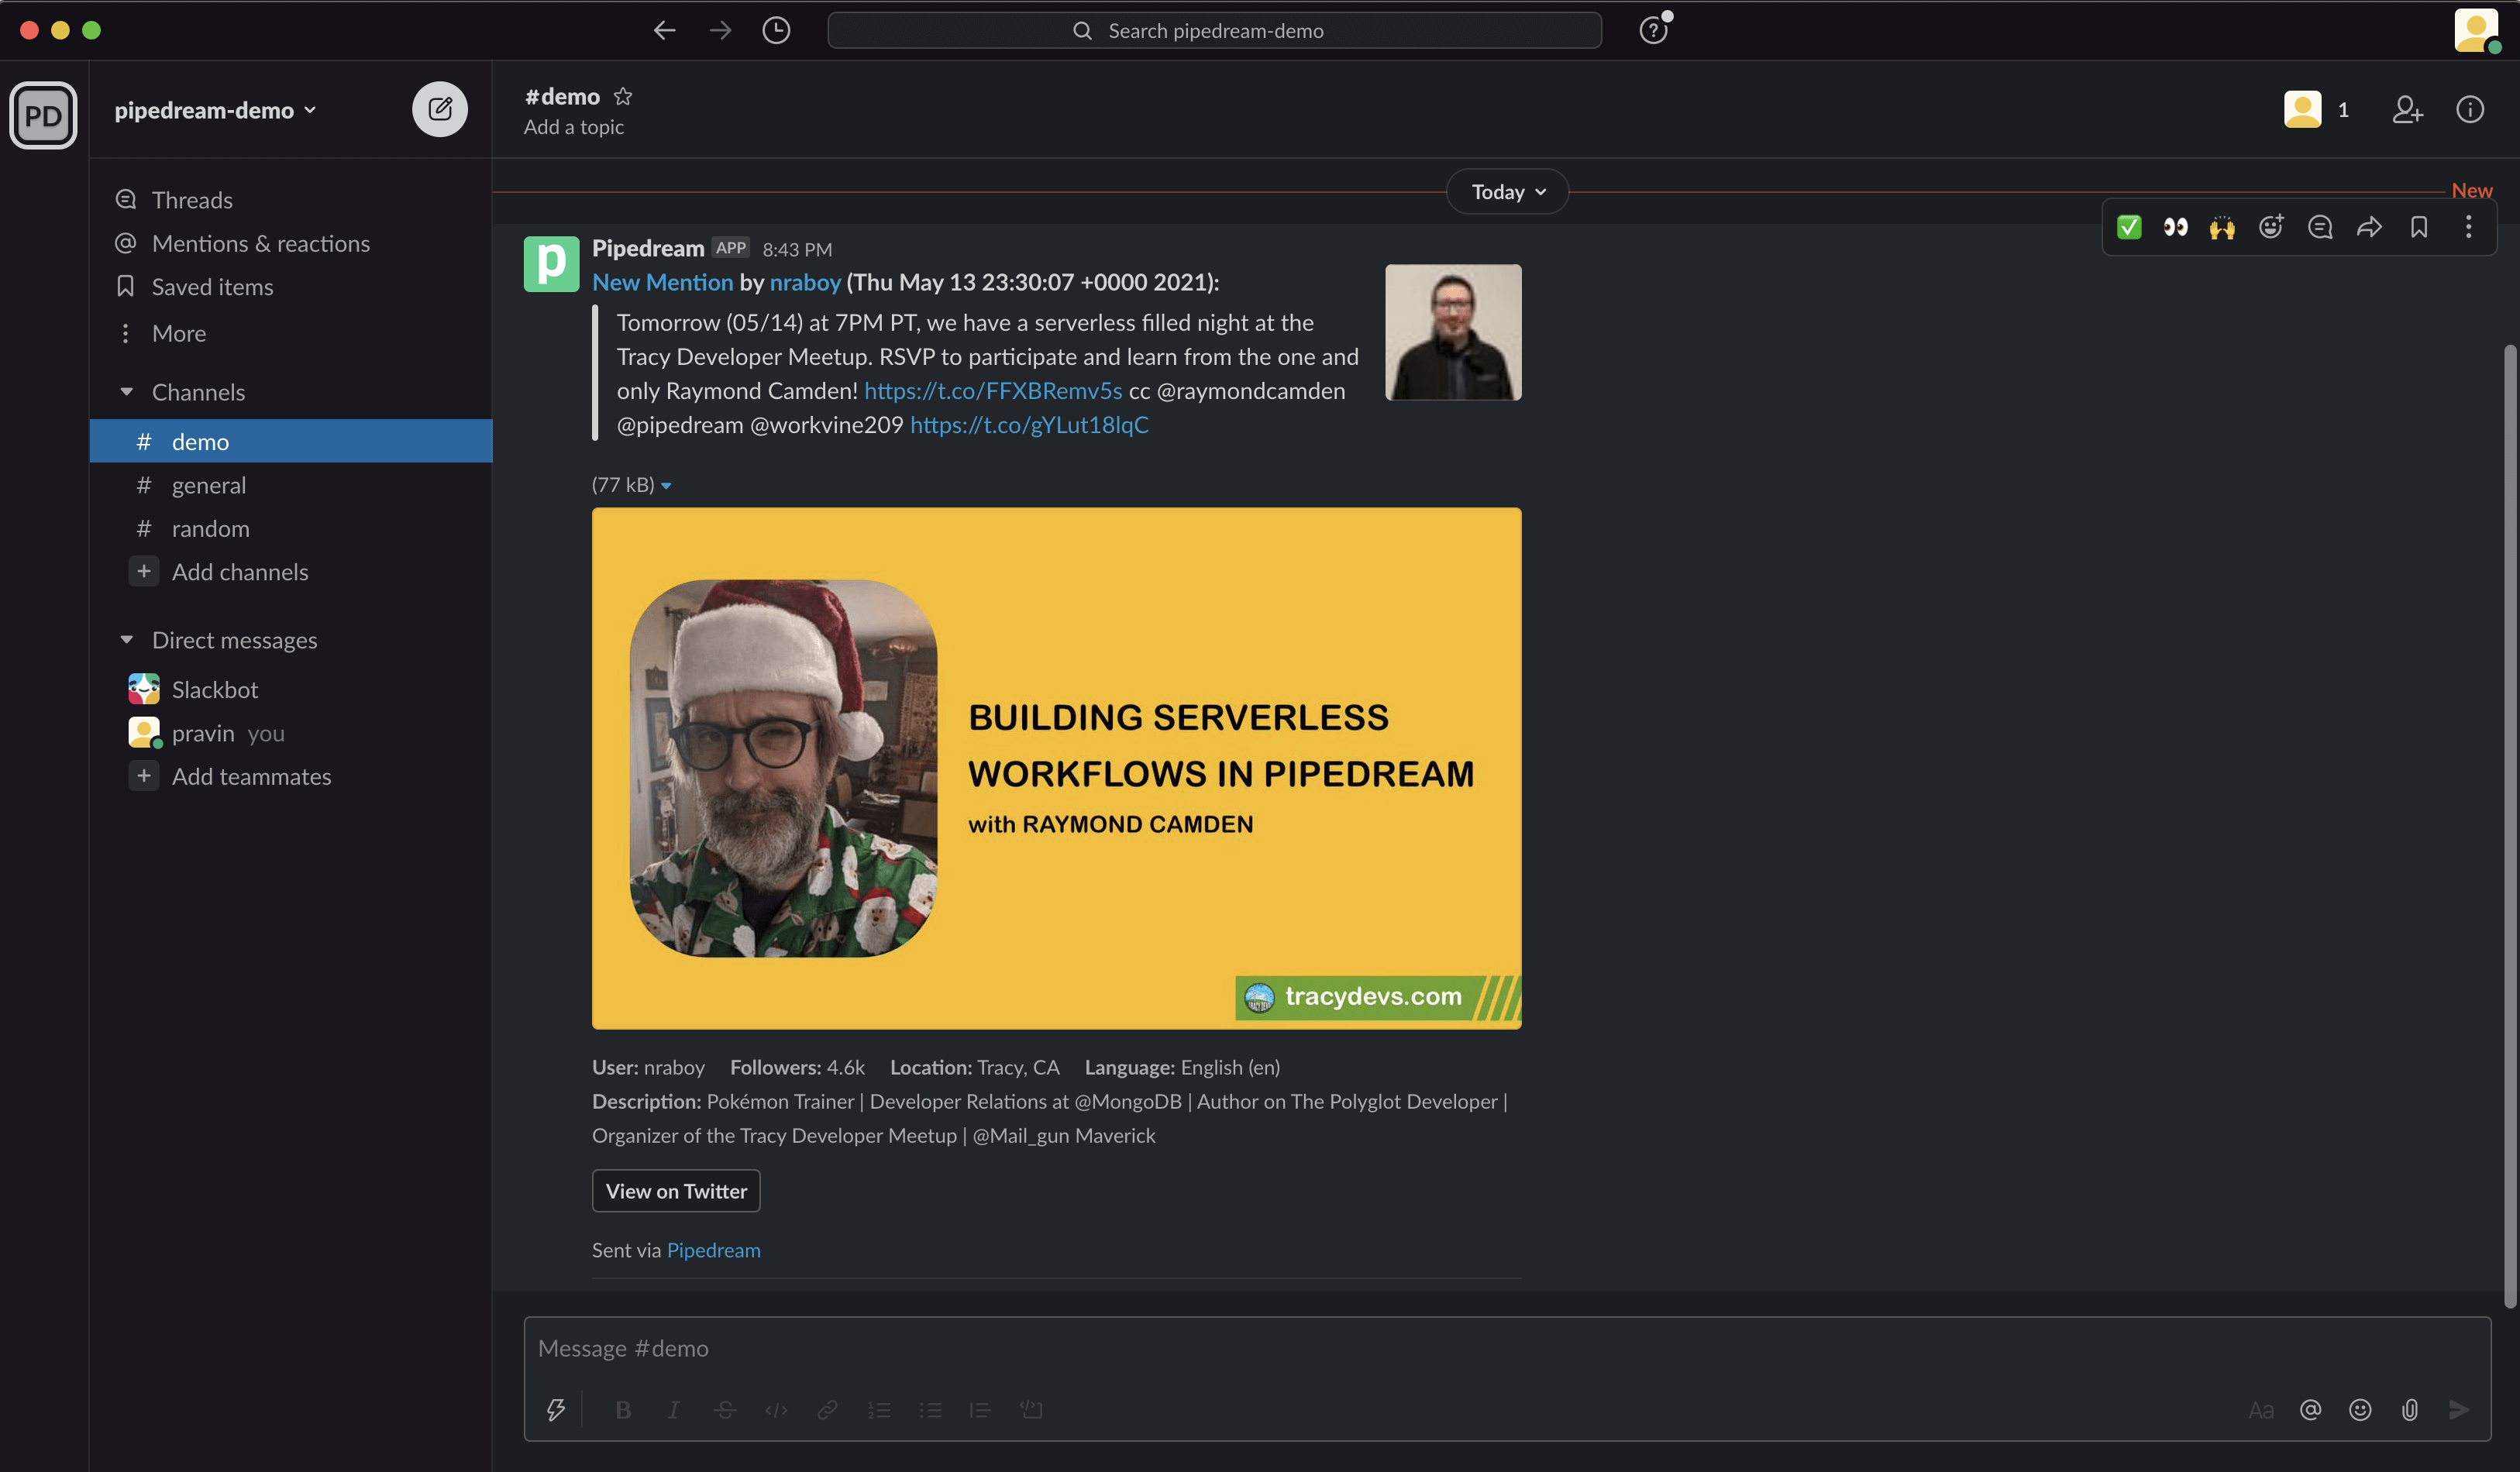 Search pipedream-demo
PD
pipedream-demo
#demo
Add a topic
1
Threads
Mentions & reactions
Saved items
More
Channels
# demo
# general
# random
+ Add channels
Direct messages
Slackbot
pravin you
+ Add teammates
Today
New
Pipedream APP 8:43 PM
New Mention by nraboy (Thu May 13 23:30:07 +0000 2021):
Tomorrow (05/14) at 7PM PT, we have a serverless filled night at the
Tracy Developer Meetup. RSVP to participate and learn from the one and
only Raymond Camden! https://t.co/FFXBRemv5s cc @raymondcamden
@pipedream @workvine209 https://t.co/gYLut18lqC
(77 kB)
BUILDING SERVERLESS
WORKFLOWS IN PIPEDREAM
with RAYMOND CAMDEN
tracydevs.com
User: nraboy Followers: 4.6k Location: Tracy, CA Language: English (en)
Description: Pokémon Trainer | Developer Relations at @MongoDB | Author on The Polyglot Developer |
Organizer of the Tracy Developer Meetup | @Mail_gun Maverick
View on Twitter
Sent via Pipedream
Message #demo
B I S </> Aa @